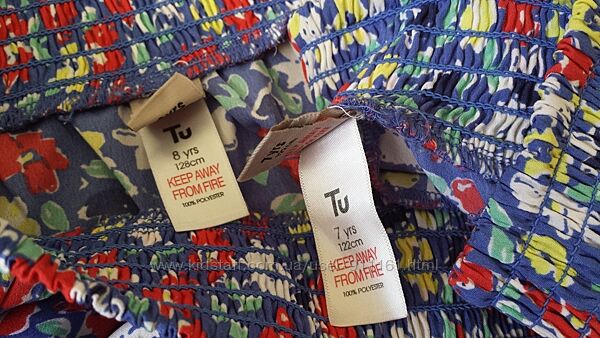 Tu
8 yrs
128cm
KEEP AWAY
FROM FIRE
100% POLYESTER
Tu
7 yrs
122cm
KEEP AWAY
FROM FIRE
100% POLYESTER